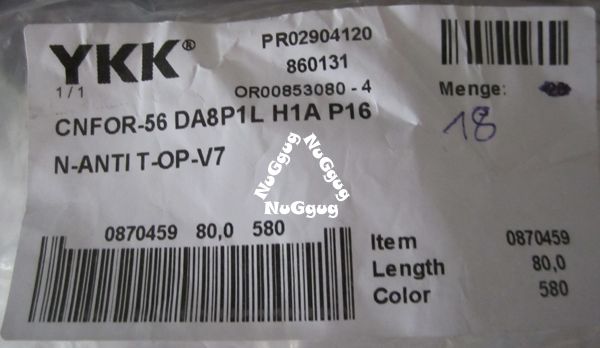 YKK®
PR02904120
860131
1/1
OR00853080 - 4
Menge:
18
CNFOR-56 DA8P1L H1A P16
N-ANTI T-OP-V7
NuGgug
NuGgug
NuGgug
0870459 80,0 580
Item 0870459
Length 80,0
Color 580